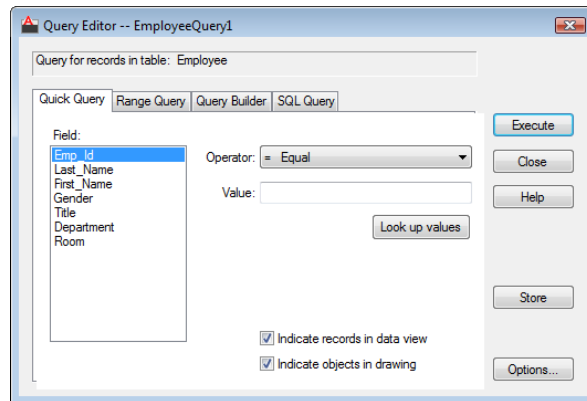 Query Editor -- EmployeeQuery1
Query for records in table: Employee
Quick Query Range Query Query Builder SQL Query
Field:
Emp_Id
Last_Name
First_Name
Gender
Title
Department
Room
Operator: = Equal
Value:
Look up values
Indicate records in data view
Indicate objects in drawing
Execute
Close
Help
Store
Options...